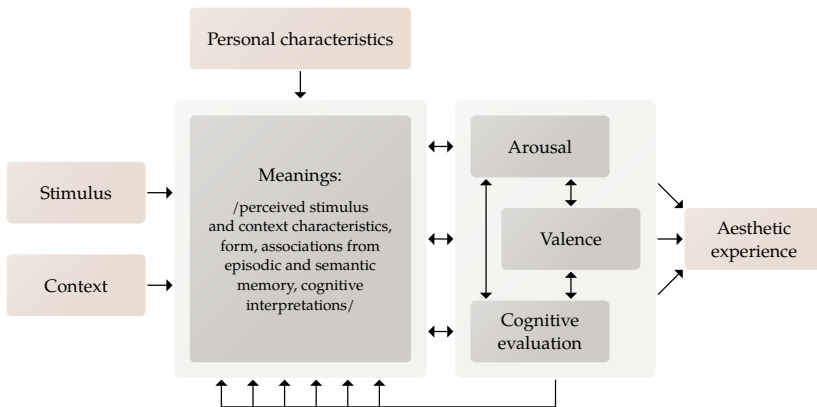 Personal characteristics
Stimulus
Context
Meanings:
/perceived stimulus
and context characteristics,
form, associations from
episodic and semantic
memory, cognitive
interpretations/
Arousal
Valence
Cognitive
evaluation
Aesthetic
experience